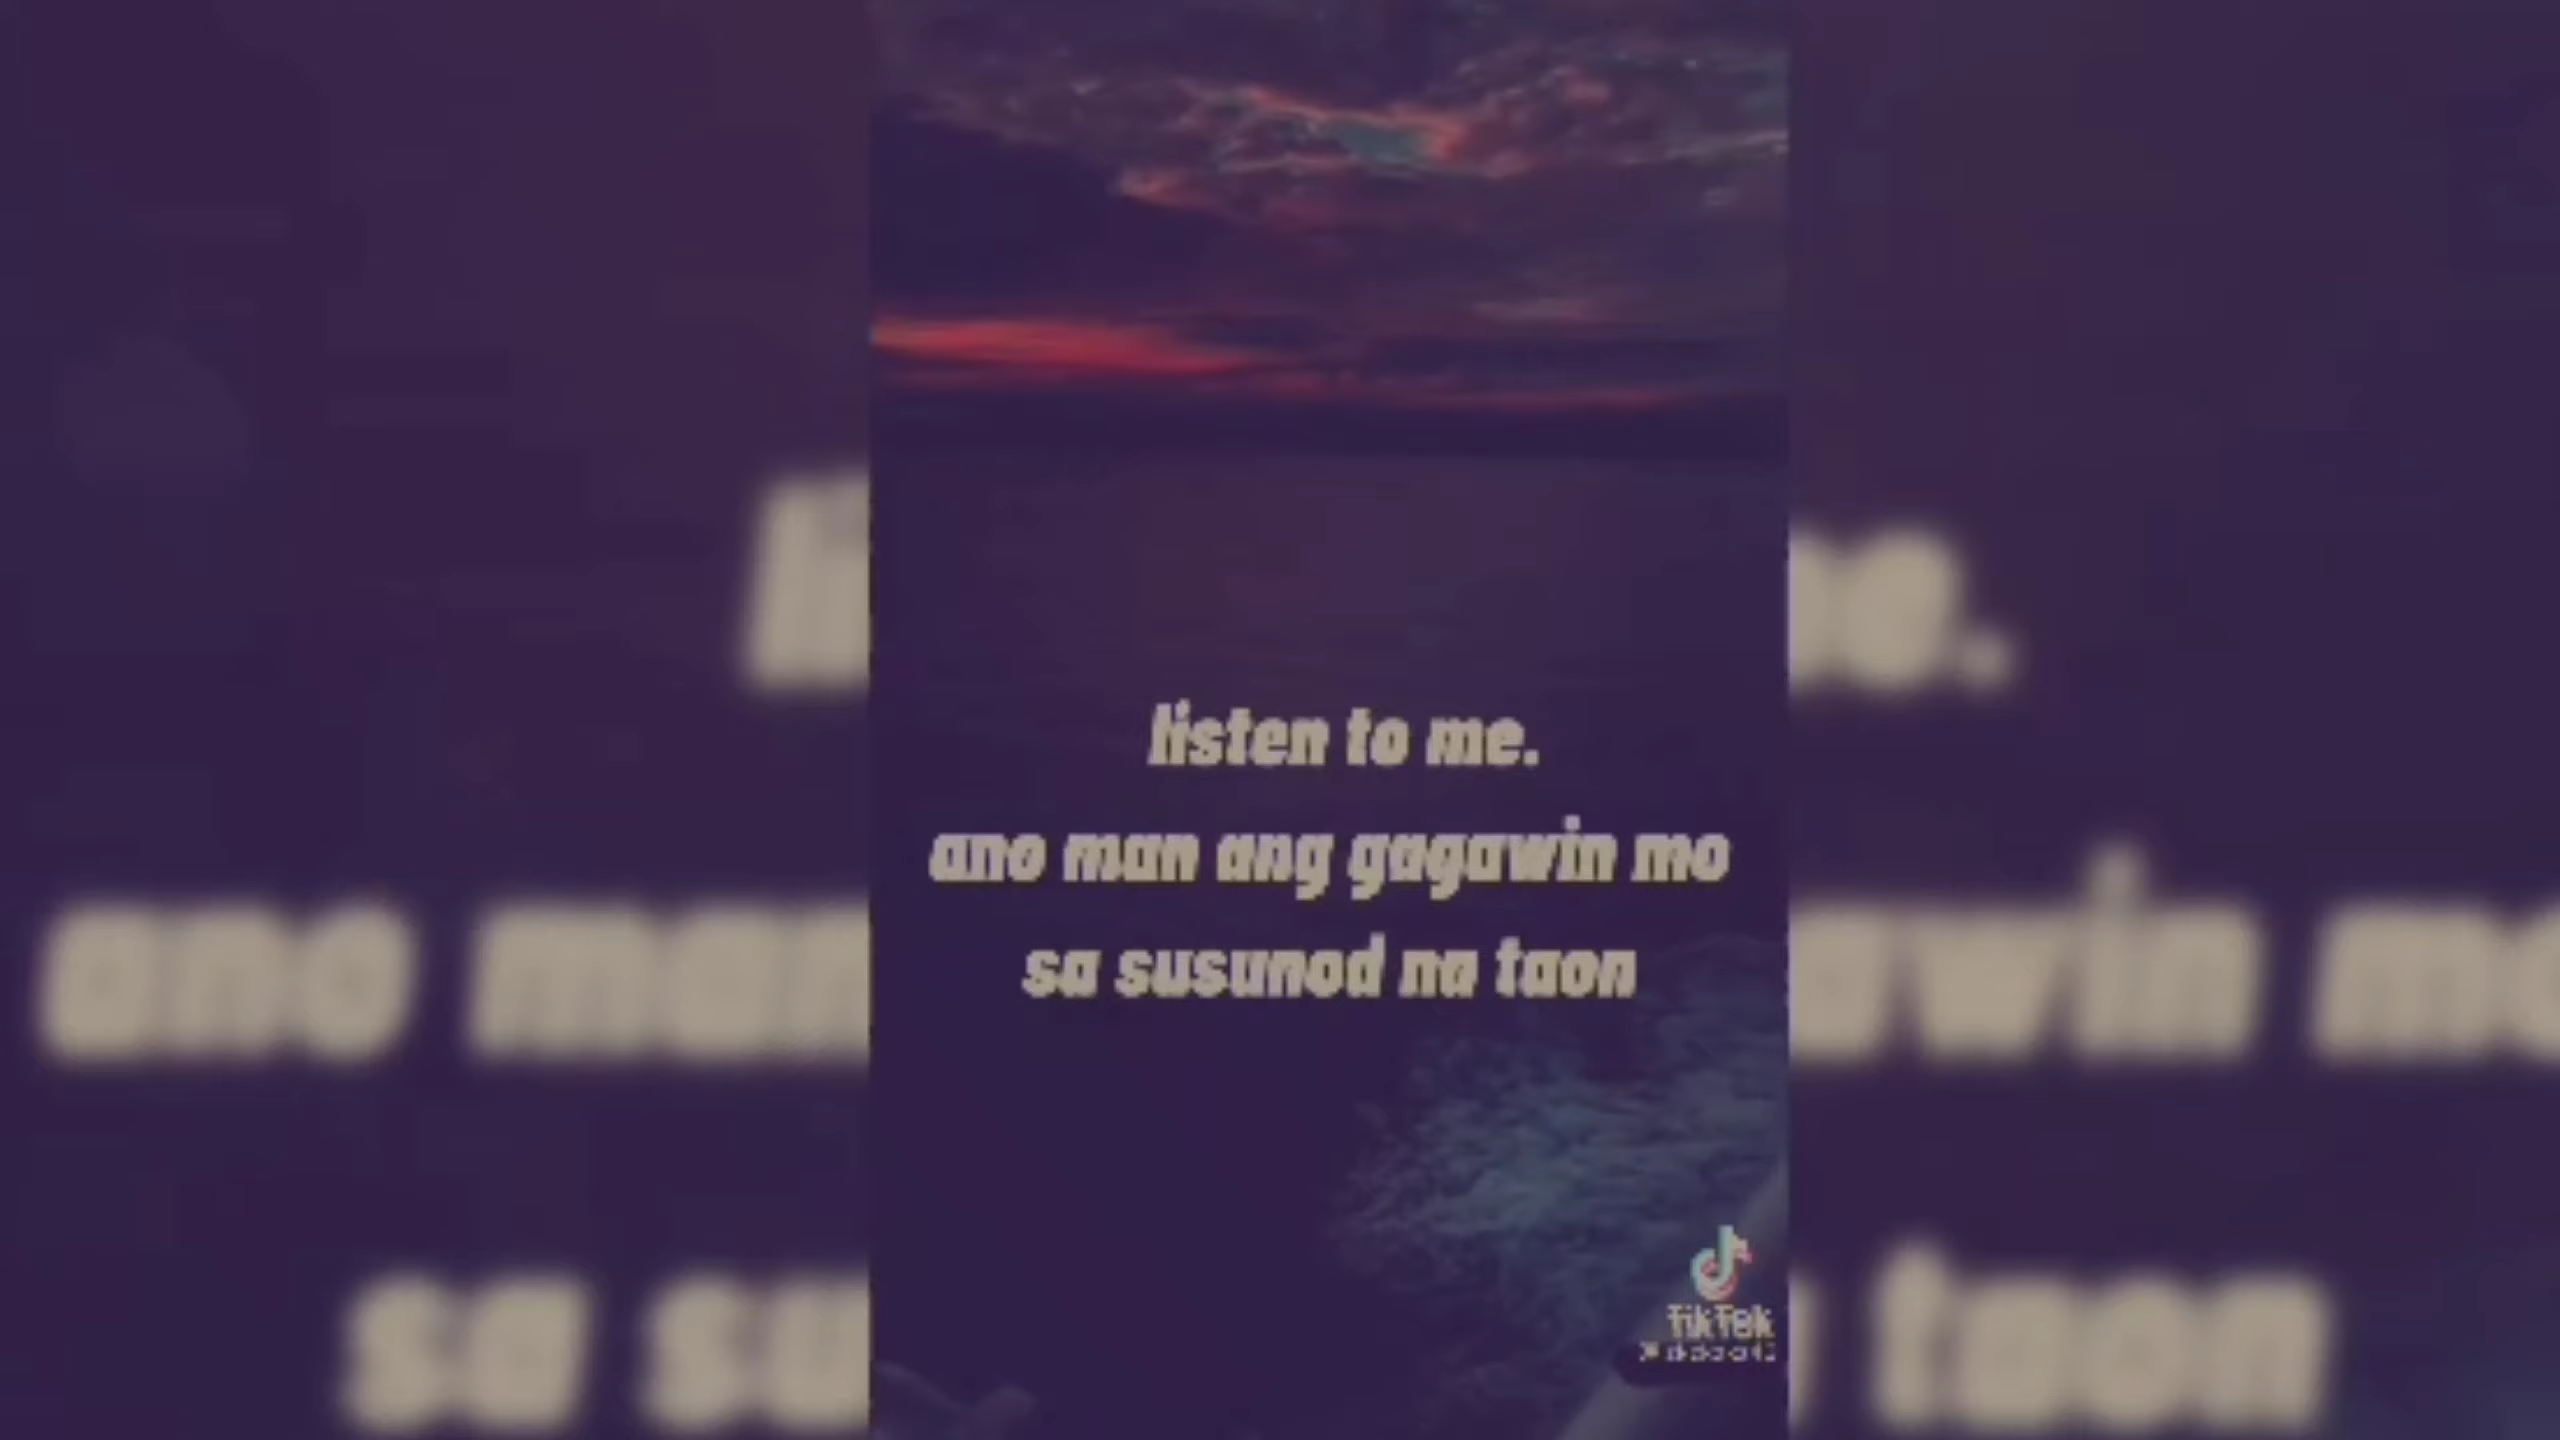 listen to me.
ano man ang gagawin mo
sa susunod na taon
TikTok